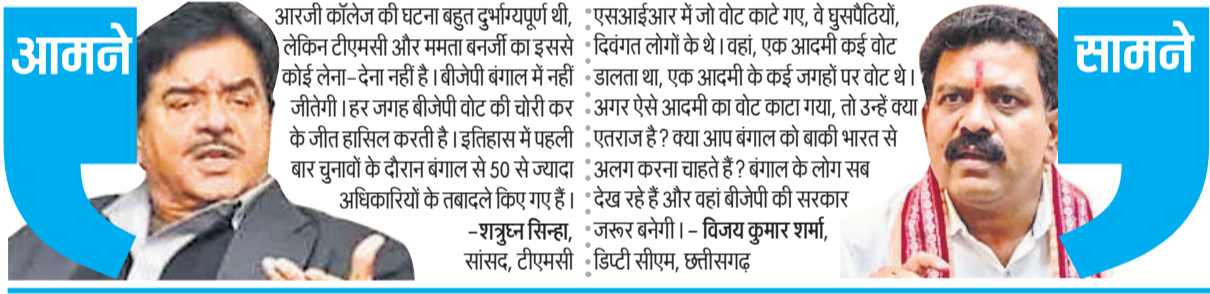 आमने
आरजी कॉलेज की घटना बहुत दुर्भाग्यपूर्ण थी,
लेकिन टीएमसी और ममता बनर्जी का इससे
कोई लेना-देना नहीं है। बीजेपी बंगाल में नहीं
जीतेगी। हर जगह बीजेपी वोट की चोरी कर
के जीत हासिल करती है। इतिहास में पहली
बार चुनावों के दौरान बंगाल से 50 से ज्यादा
अधिकारियों के तबादले किए गए हैं।
-शत्रुघ्न सिन्हा,
सांसद, टीएमसी
एसआईआर में जो वोट काटे गए, वे घुसपैठियों,
दिवंगत लोगों के थे। वहां, एक आदमी कई वोट
डालता था, एक आदमी के कई जगहों पर वोट थे।
अगर ऐसे आदमी का वोट काटा गया, तो उन्हें क्या
एतराज है? क्या आप बंगाल को बाकी भारत से
अलग करना चाहते हैं? बंगाल के लोग सब
देख रहे हैं और वहां बीजेपी की सरकार
जरूर बनेगी। - विजय कुमार शर्मा,
डिप्टी सीएम, छत्तीसगढ़
सामने